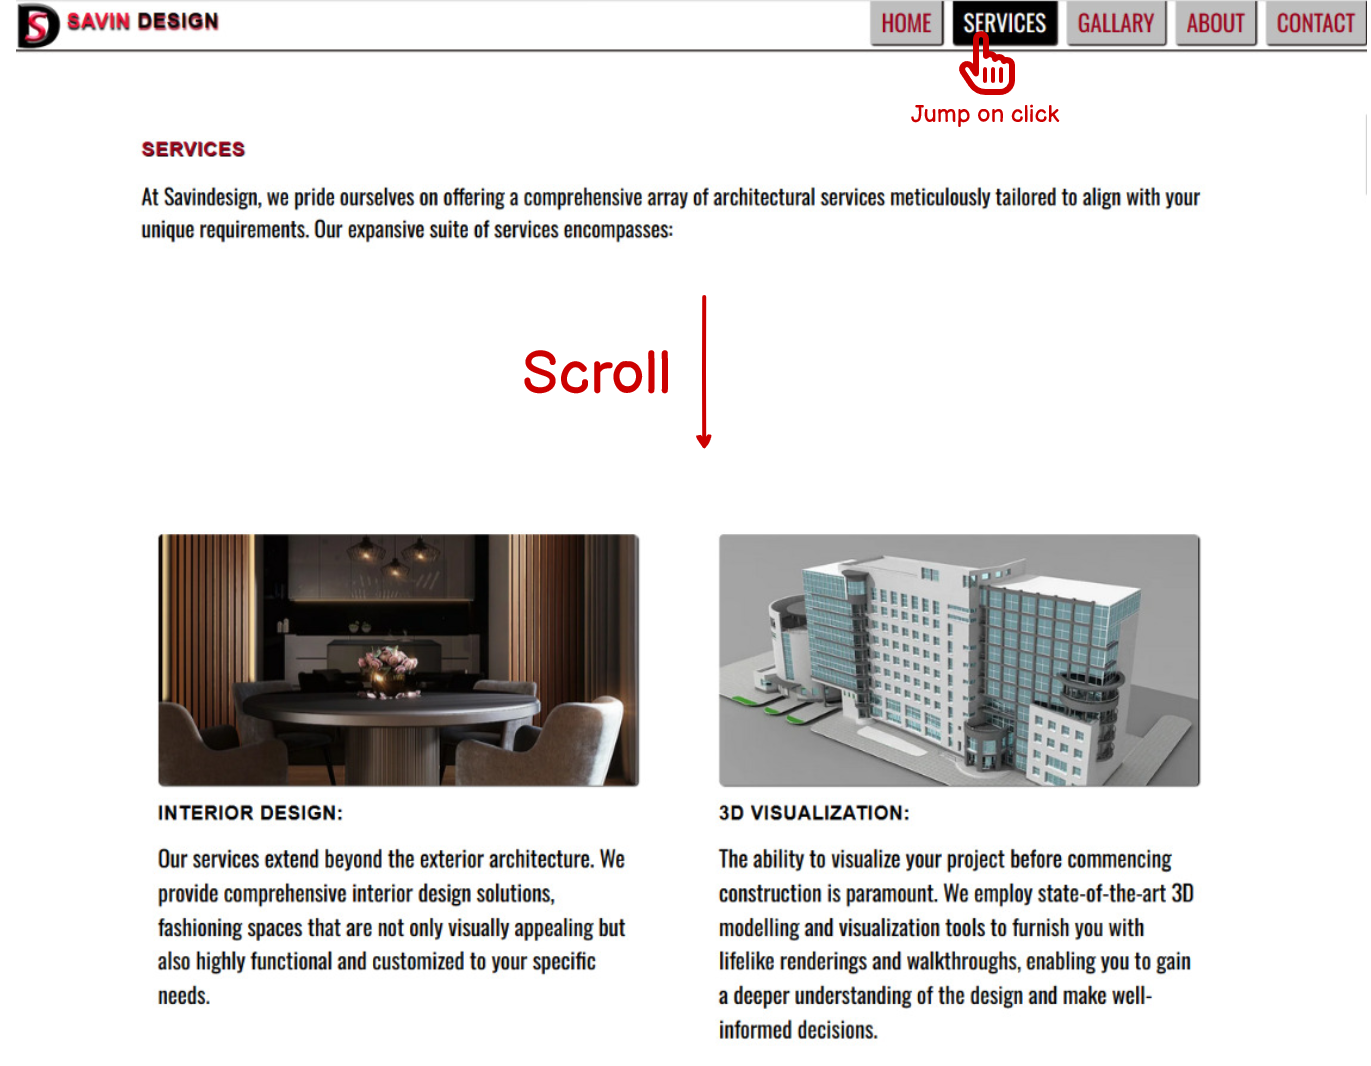 SAVIN DESIGN
HOME
SERVICES
GALLARY
ABOUT
CONTACT
Jump on click
SERVICES
At Savindesign, we pride ourselves on offering a comprehensive array of architectural services meticulously tailored to align with your
unique requirements. Our expansive suite of services encompasses:
Scroll
INTERIOR DESIGN:
Our services extend beyond the exterior architecture. We
provide comprehensive interior design solutions,
fashioning spaces that are not only visually appealing but
also highly functional and customized to your specific
needs.
3D VISUALIZATION:
The ability to visualize your project before commencing
construction is paramount. We employ state-of-the-art 3D
modelling and visualization tools to furnish you with
lifelike renderings and walkthroughs, enabling you to gain
a deeper understanding of the design and make well-
informed decisions.